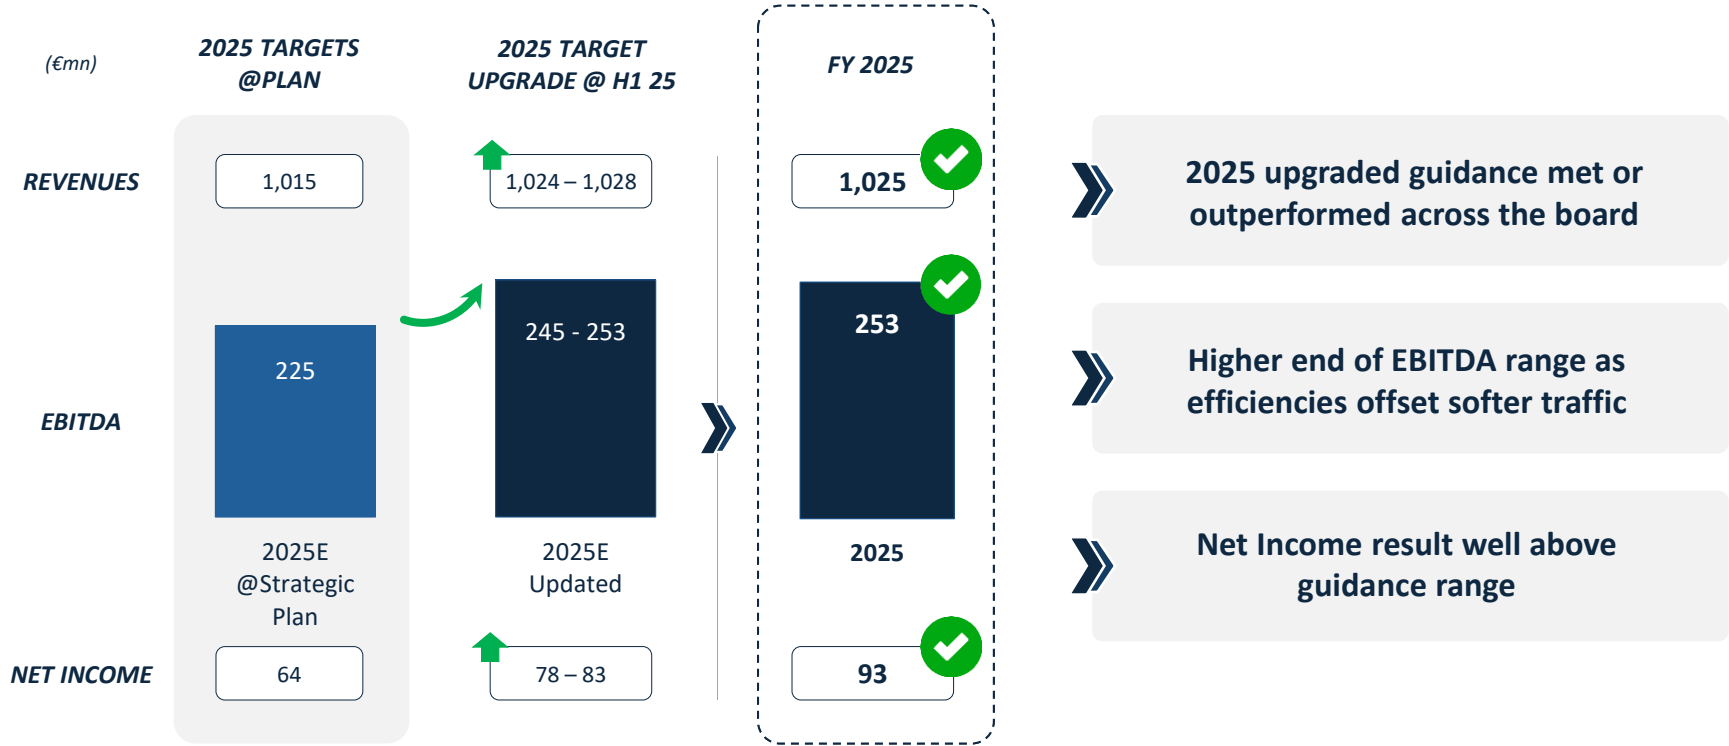 (€mn)
2025 TARGETS
@PLAN
2025 TARGET
UPGRADE @ H1 25
FY 2025
REVENUES
1,015
1,024 – 1,028
1,025
2025 upgraded guidance met or
outperformed across the board
EBITDA
225
245 - 253
253
Higher end of EBITDA range as
efficiencies offset softer traffic
2025E
@Strategic
Plan
2025E
Updated
2025
Net Income result well above
guidance range
NET INCOME
64
78 – 83
93